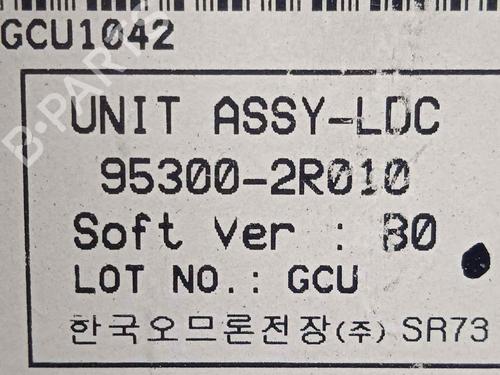 GCU1042
UNIT ASSY-LDC
95300-2R010
Soft Ver : B0
LOT NO.: GCU
한국오므론전장(주) SR73
B-PARTS